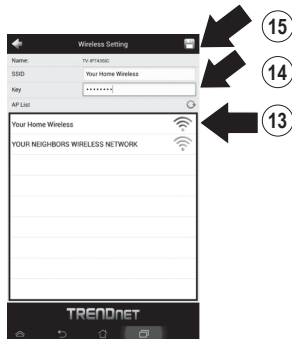 Wireless Setting
15
Name: TV-IP743SIC
SSID Your Home Wireless
14
Key ••••••••
AP List
13
Your Home Wireless
YOUR NEIGHBORS WIRELESS NETWORK
TRENDNET